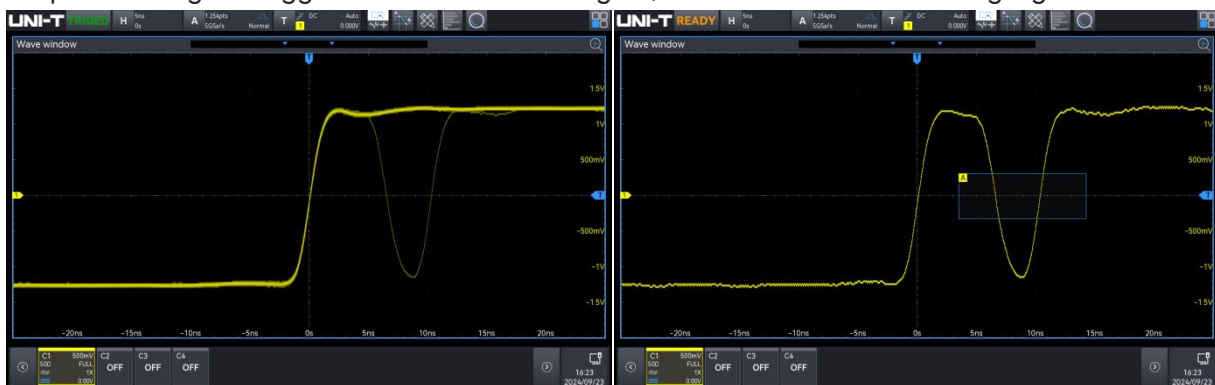 UNI-T TRIGED H 5ns 0s A 1.25kpts 5GSa/s Normal T 1 DC Auto 0.000V
Wave window
T
1.5V
1V
500mV
1
T
-500mV
-1V
-1.5V
-20ns -15ns -10ns -5ns 0s 5ns 10ns 15ns 20ns
C1 500mV 50Ω FULL 1X 0.00V
C2 OFF
C3 OFF
C4 OFF
16:23
2024/09/23
UNI-T READY H 5ns 0s A 1.25kpts 5GSa/s Normal T 1 DC Auto 0.000V
Wave window
T
1.5V
1V
500mV
A
1
T
-500mV
-1V
-1.5V
-20ns -15ns -10ns -5ns 0s 5ns 10ns 15ns 20ns
C1 500mV 50Ω FULL 1X 0.00V
C2 OFF
C3 OFF
C4 OFF
16:23
2024/09/23